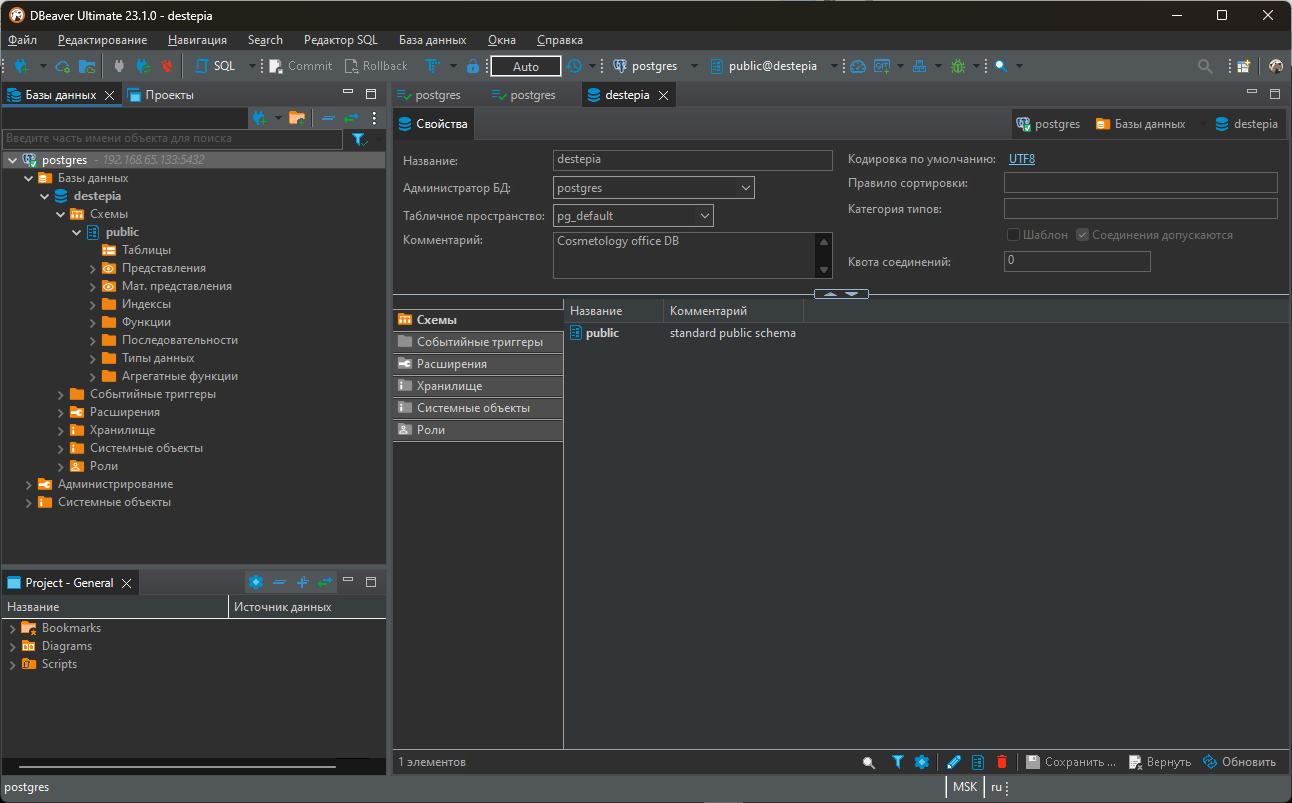 DBeaver Ultimate 23.1.0 - destepia
Файл Редактирование Навигация Search Редактор SQL База данных Окна Справка
SQL Commit Rollback Auto postgres public@destepia
Базы данных Проекты
Введите часть имени объекта для поиска
postgres - 192.168.65.133:5432
Базы данных
destepia
Схемы
public
Таблицы
Представления
Мат. представления
Индексы
Функции
Последовательности
Типы данных
Агрегатные функции
Событийные триггеры
Расширения
Хранилище
Системные объекты
Роли
Администрирование
Системные объекты
Project - General
Название Источник данных
Bookmarks
Diagrams
Scripts
postgres postgres destepia
Свойства postgres Базы данных destepia
Название: destepia
Администратор БД: postgres
Табличное пространство: pg_default
Комментарий: Cosmetology office DB
Кодировка по умолчанию: UTF8
Правило сортировки:
Категория типов:
Шаблон Соединения допускаются
Квота соединений: 0
Схемы
Событийные триггеры
Расширения
Хранилище
Системные объекты
Роли
Название Комментарий
public standard public schema
1 элементов Сохранить ... Вернуть Обновить
postgres MSK ru